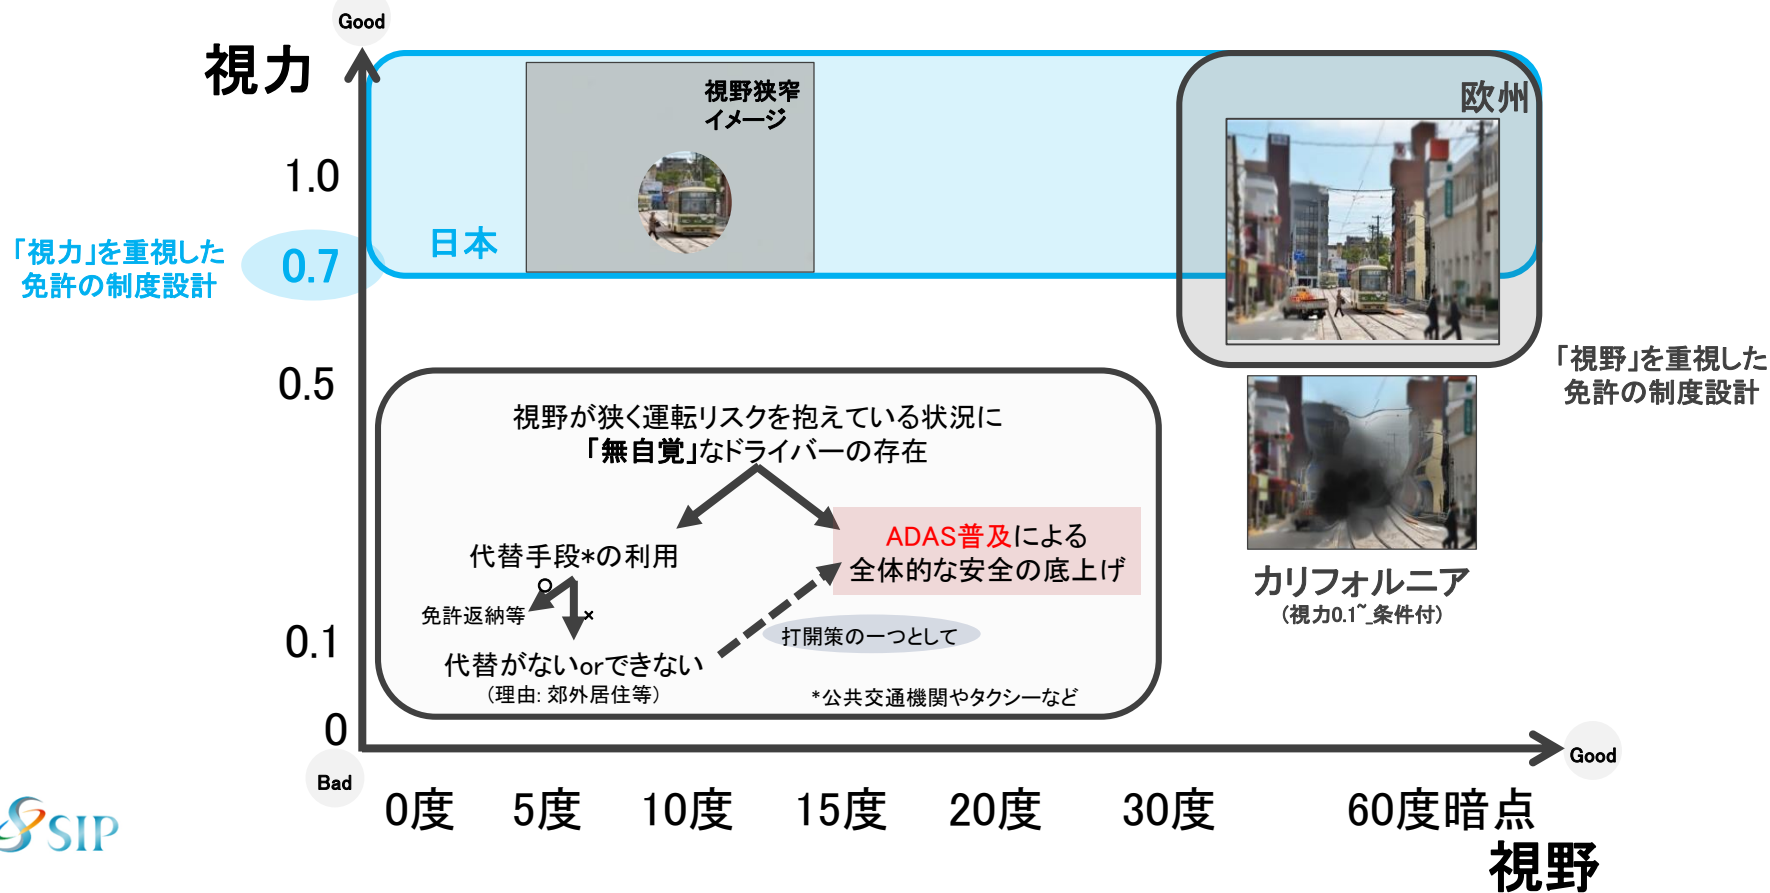 Good
視力
視野狭窄
イメージ
欧州
1.0
日本
「視力」を重視した
免許の制度設計
0.7
「視野」を重視した
免許の制度設計
0.5
視野が狭く運転リスクを抱えている状況に
「無自覚」なドライバーの存在
ADAS普及による
全体的な安全の底上げ
代替手段*の利用
免許返納等
×
打開策の一つとして
代替がないorできない
(理由: 郊外居住等)
*公共交通機関やタクシーなど
カリフォルニア
(視力0.1~_条件付)
0.1
0
Good
Bad
0度 5度 10度 15度 20度 30度 60度暗点
視野
SIP